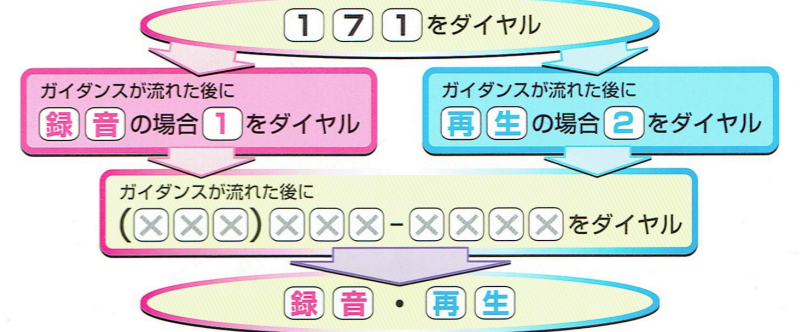 171をダイヤル
ガイダンスが流れた後に
録音の場合1をダイヤル
ガイダンスが流れた後に
再生の場合2をダイヤル
ガイダンスが流れた後に
(×××)×××-××××をダイヤル
録音・再生